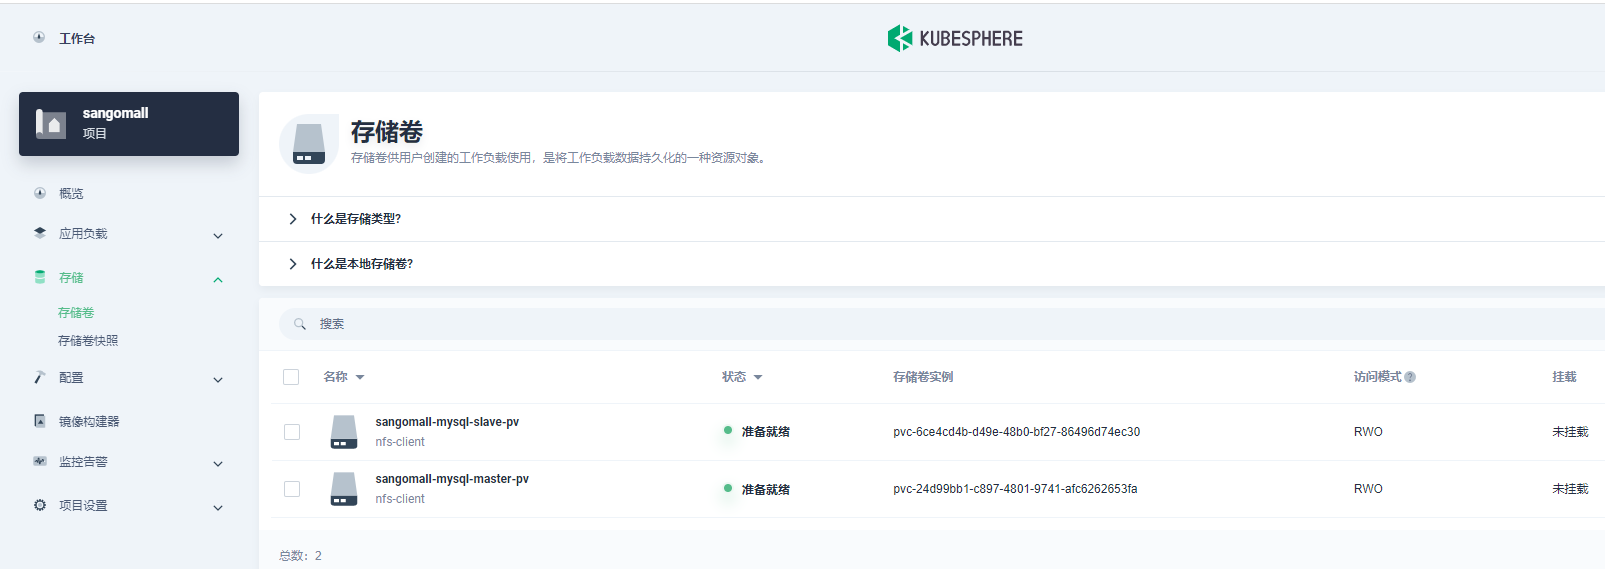 工作台
KUBESPHERE
sangomall
项目
概览
应用负载
存储
存储卷
存储卷快照
配置
镜像构建器
监控告警
项目设置
存储卷
存储卷供用户创建的工作负载使用，是将工作负载数据持久化的一种资源对象。
什么是存储类型?
什么是本地存储卷?
搜索
名称 状态 存储卷实例 访问模式 ? 挂载
sangomall-mysql-slave-pv 准备就绪 pvc-6ce4cd4b-d49e-48b0-bf27-86496d74ec30 RWO 未挂载
nfs-client
sangomall-mysql-master-pv 准备就绪 pvc-24d99bb1-c897-4801-9741-afc6262653fa RWO 未挂载
nfs-client
总数: 2